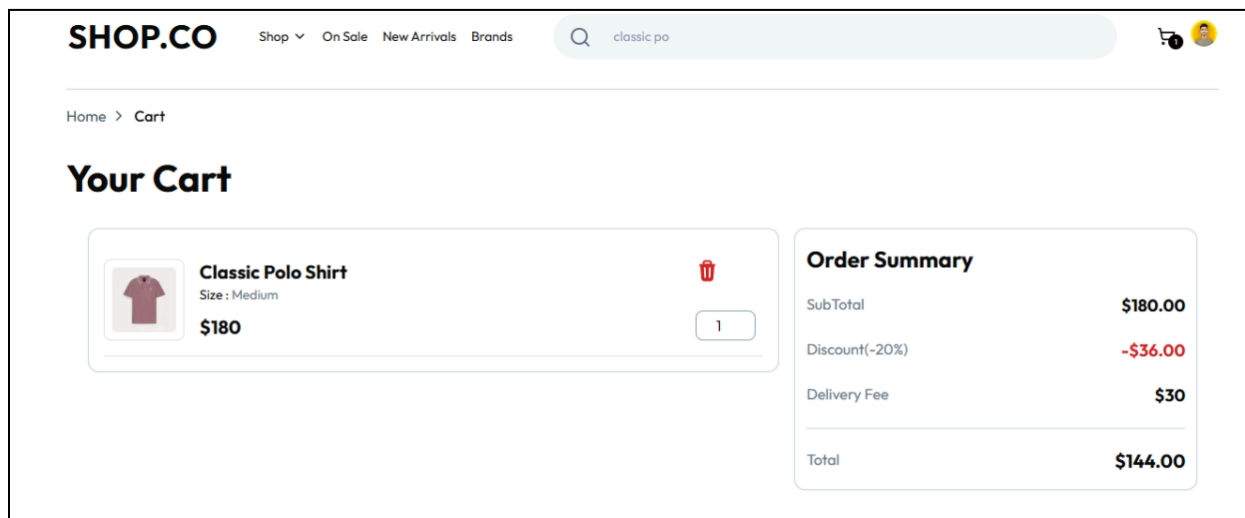 SHOP.CO Shop On Sale New Arrivals Brands classic po 1
Home > Cart
Your Cart
Classic Polo Shirt
Size : Medium
$180
1
Order Summary
SubTotal $180.00
Discount(-20%) -$36.00
Delivery Fee $30
Total $144.00